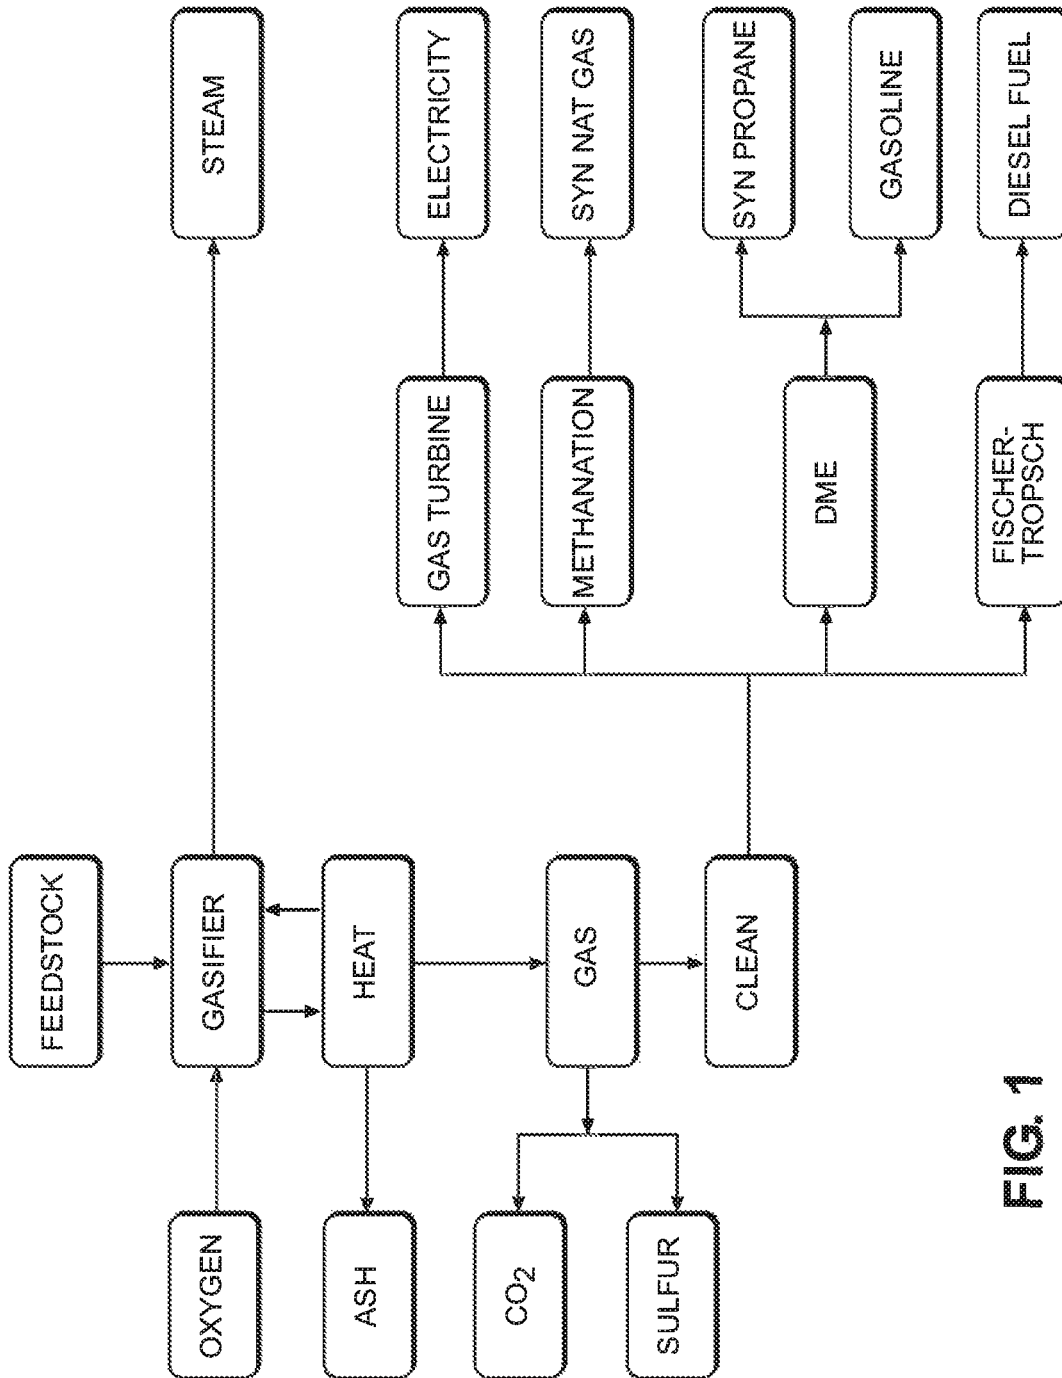 FEEDSTOCK
OXYGEN
GASIFIER
STEAM
ASH
HEAT
CO2
SULFUR
GAS
CLEAN
GAS TURBINE
ELECTRICITY
METHANATION
SYN NAT GAS
DME
SYN PROPANE
GASOLINE
FISCHER-
TROPSCH
DIESEL FUEL
FIG. 1